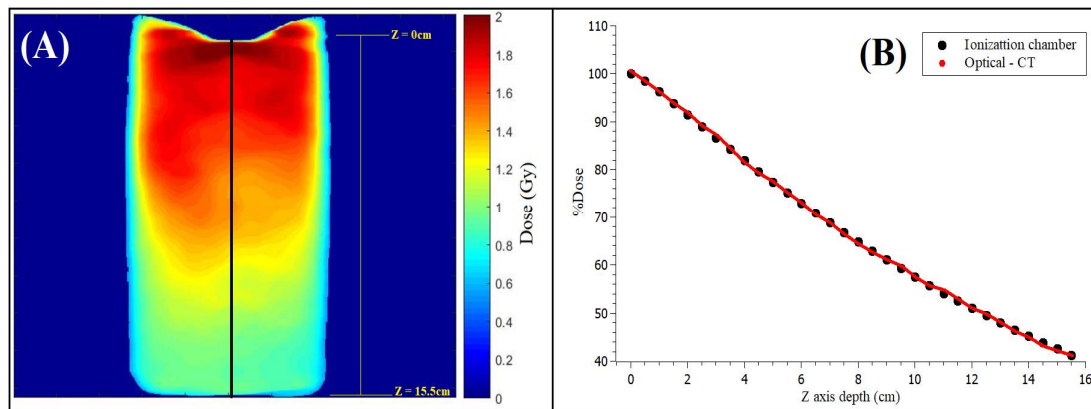 (A)
Z = 0cm
Z = 15.5cm
2
1.8
1.6
1.4
1.2
1
0.8
0.6
0.4
0.2
0
Dose (Gy)
(B)
Ionizattion chamber
Optical - CT
110
100
90
80
70
60
50
40
%Dose
0 2 4 6 8 10 12 14 16
Z axis depth (cm)